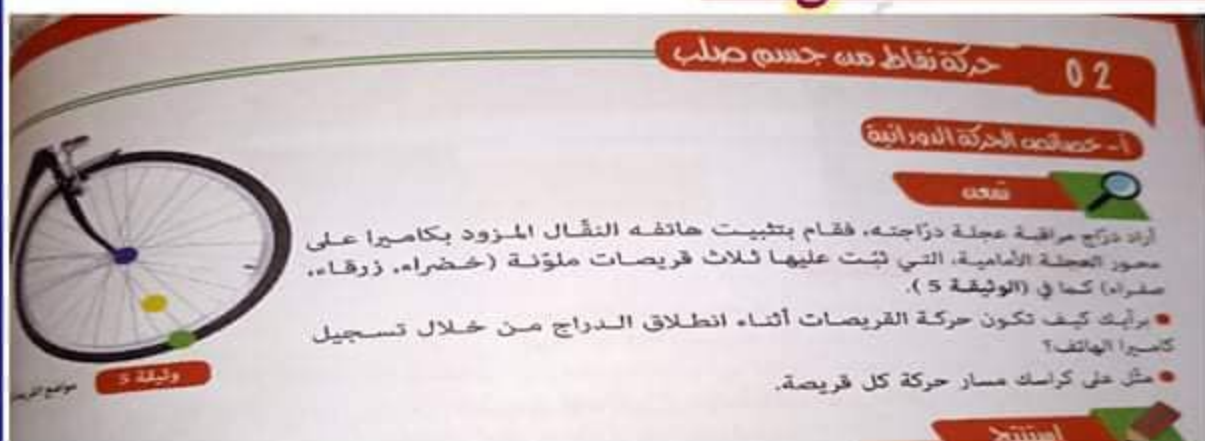 02
حركة نقاط من جسم صلب
أ- خصائص الحركة الدورانية
تمعن
أراد درّاج مراقبة عجلة درّاجته، فقام بتثبيت هاتفه النقّال المزود بكاميرا على
محور العجلة الأمامية، التي ثبّت عليها ثلاث قريصات ملوّنة (خضراء، زرقاء،
صفراء) كما في (الوثيقة 5).
برأيك كيف تكون حركة القريصات أثناء انطلاق الدراج من خلال تسجيل
كاميرا الهاتف؟
مثّل على كراسك مسار حركة كل قريصة.
وثيقة 5
مواضع
استنتج